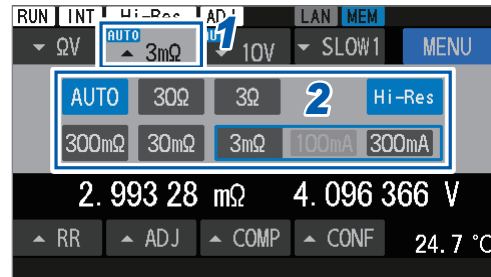 RUN INT Hi-Res ADJ LAN MEM
ΩV AUTO 3mΩ 10V SLOW1 MENU
1
AUTO 30Ω 3Ω Hi-Res
2
300mΩ 30mΩ 3mΩ 100mA 300mA
2.993 28 mΩ 4.096 366 V
RR ADJ COMP CONF 24.7 °C